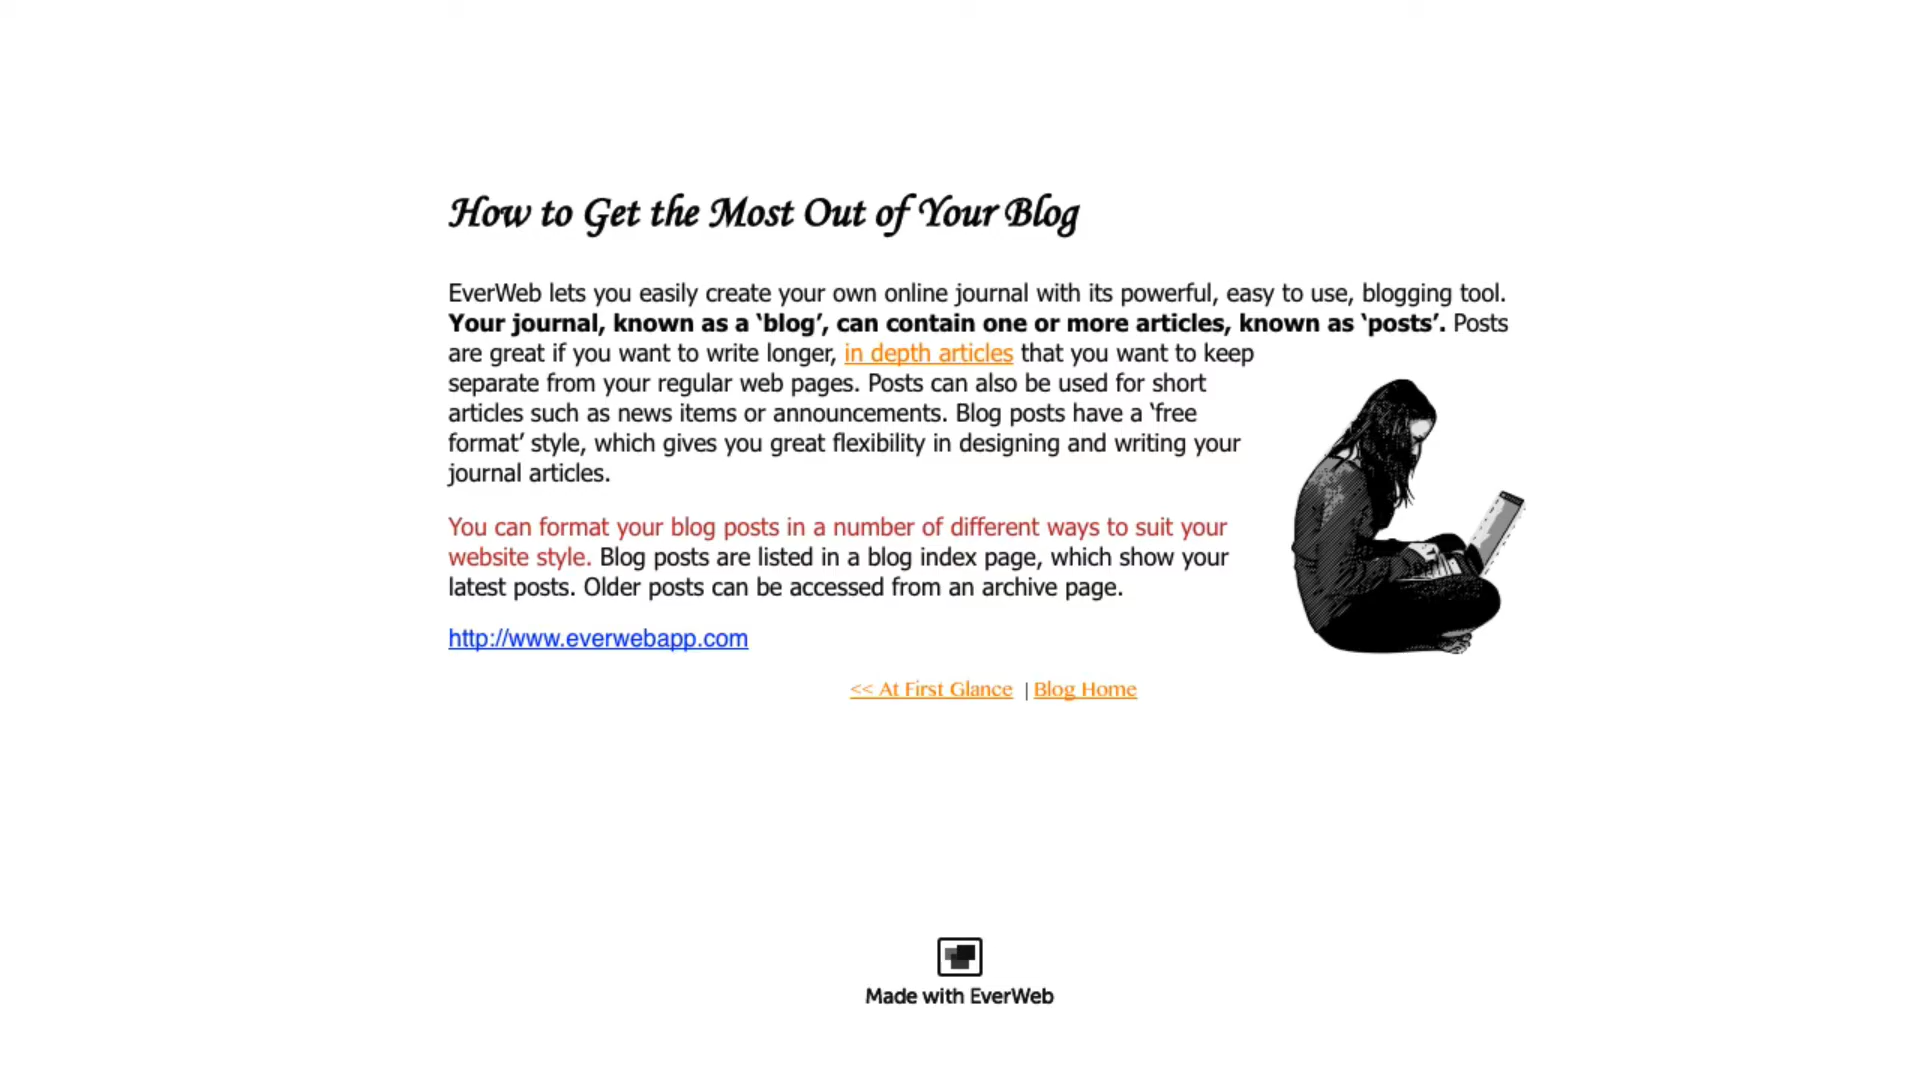 How to Get the Most Out of Your Blog
EverWeb lets you easily create your own online journal with its powerful, easy to use, blogging tool.
Your journal, known as a ‘blog’, can contain one or more articles, known as ‘posts’. Posts
are great if you want to write longer, in depth articles that you want to keep
separate from your regular web pages. Posts can also be used for short
articles such as news items or announcements. Blog posts have a ‘free
format’ style, which gives you great flexibility in designing and writing your
journal articles.
You can format your blog posts in a number of different ways to suit your
website style. Blog posts are listed in a blog index page, which show your
latest posts. Older posts can be accessed from an archive page.
http://www.everwebapp.com
<< At First Glance | Blog Home
Made with EverWeb